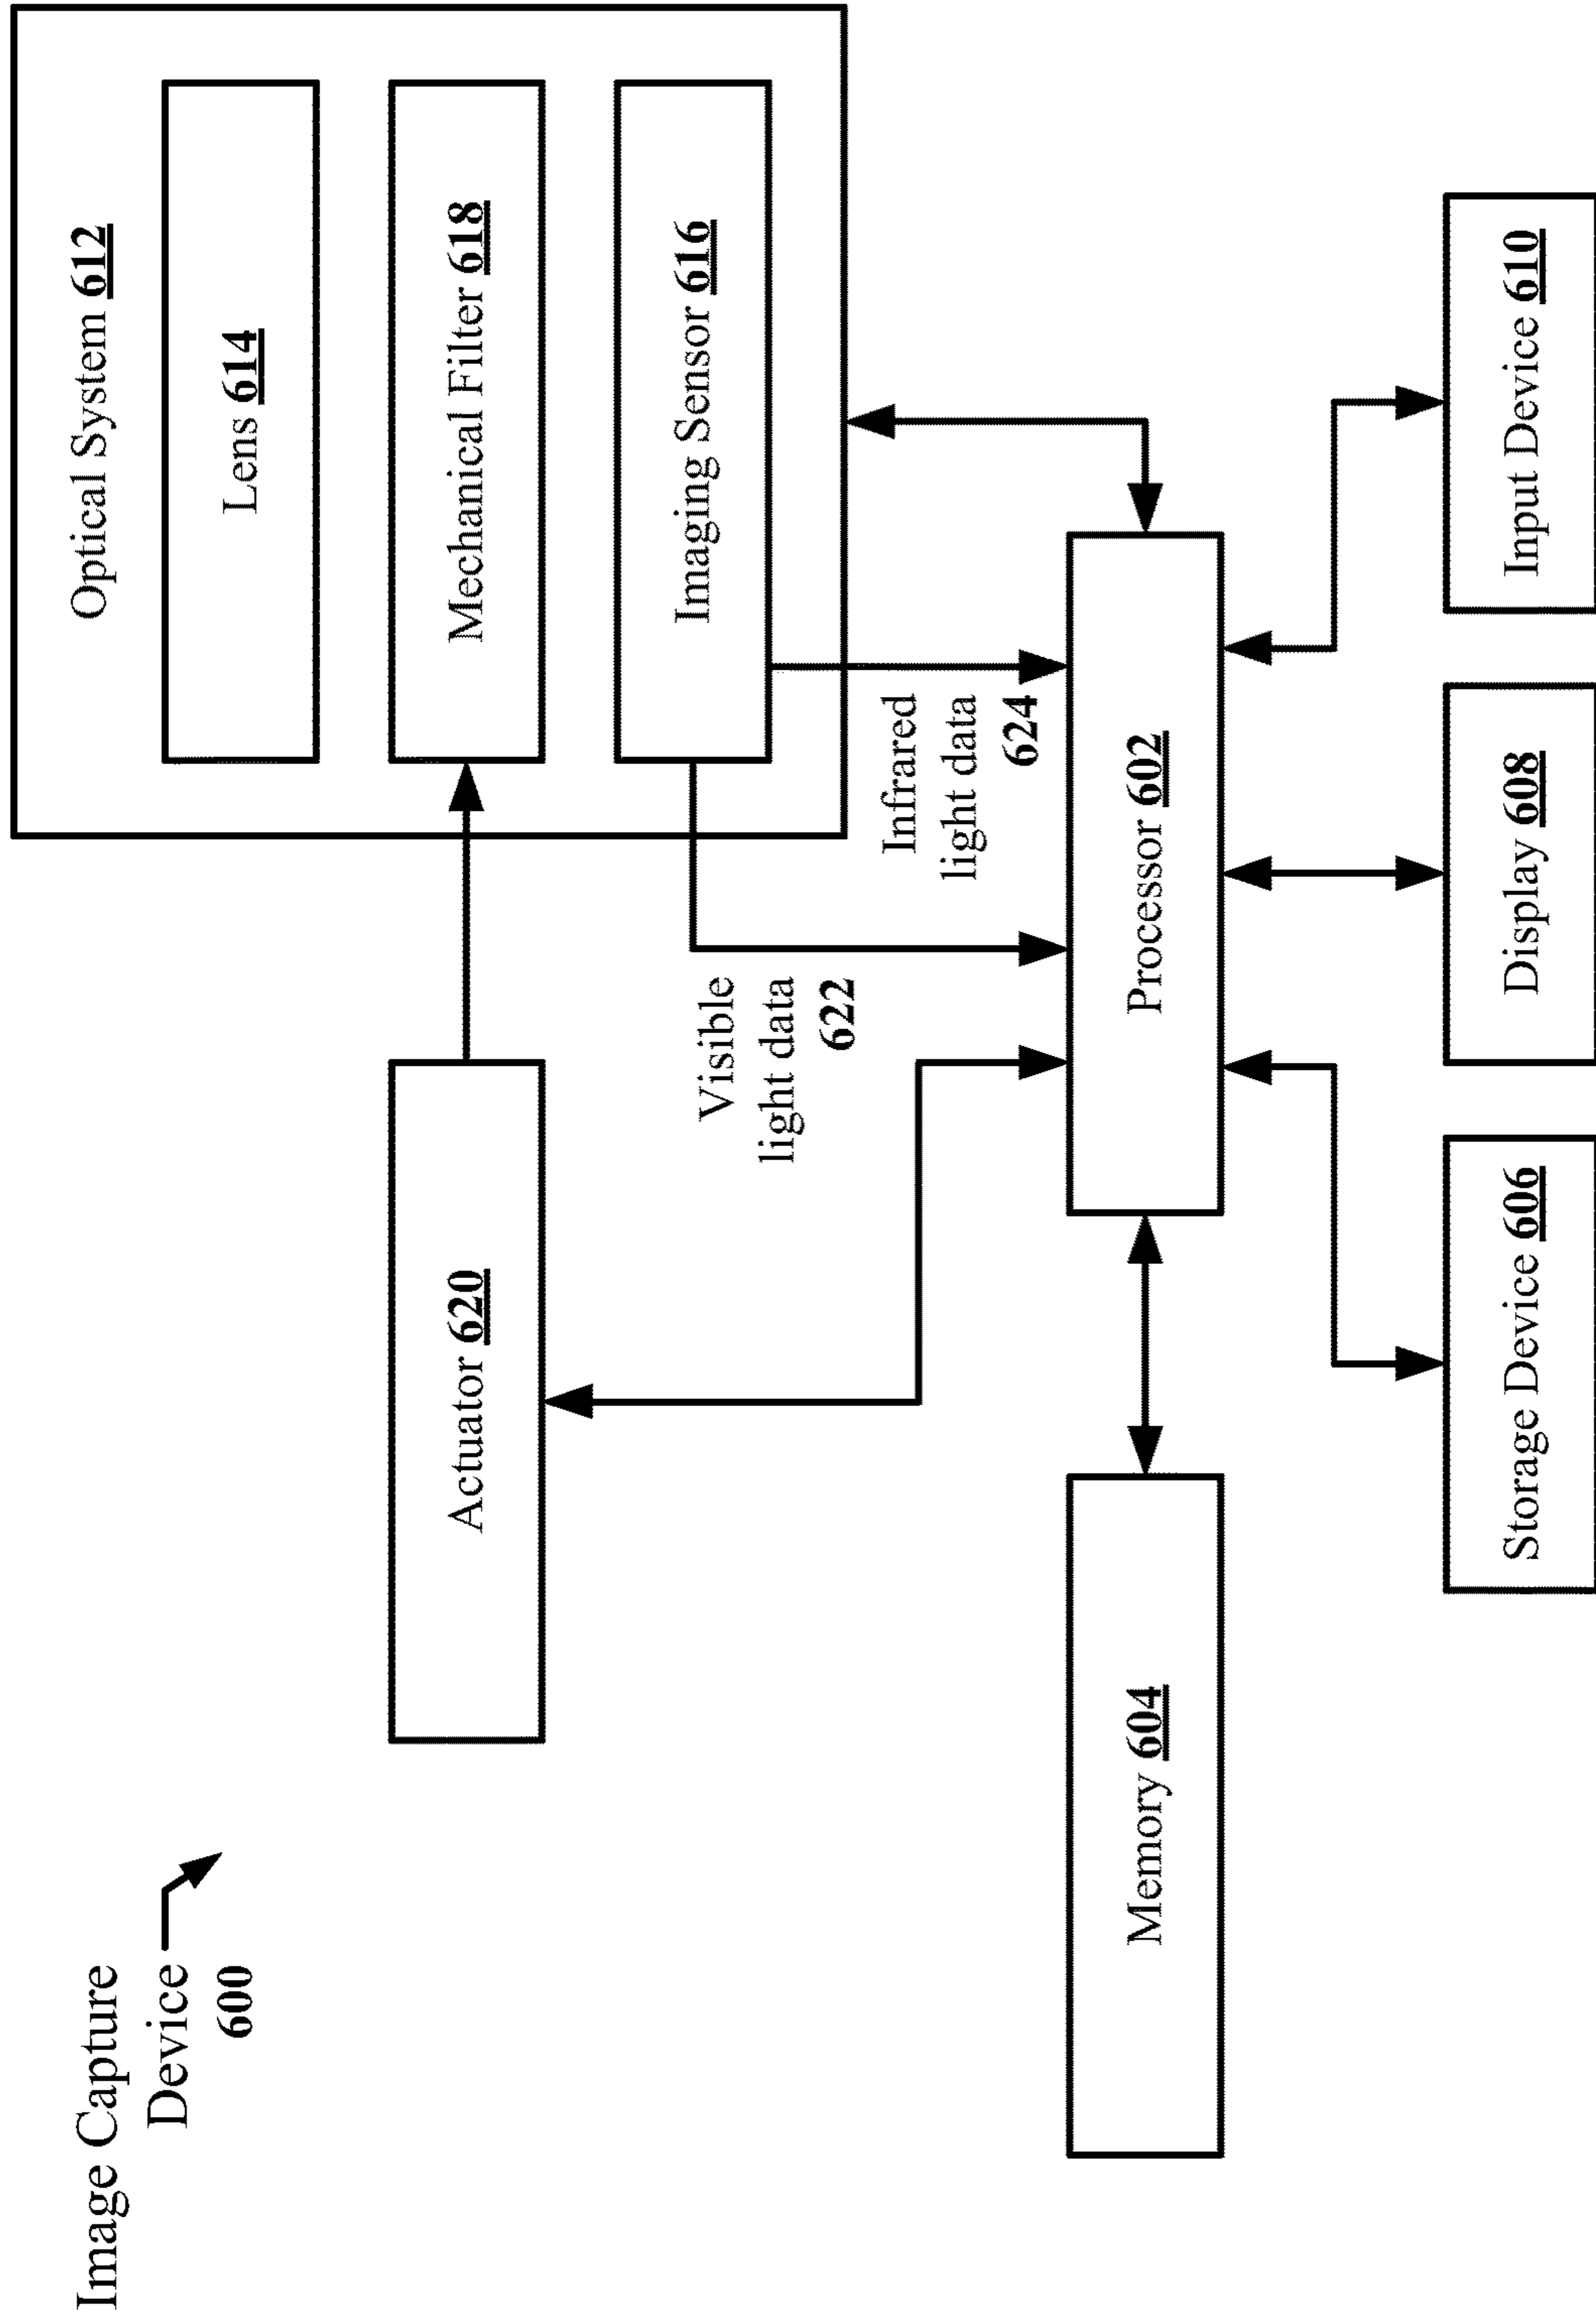 Image Capture
Device
600
Optical System 612
Lens 614
Actuator 620
Mechanical Filter 618
Imaging Sensor 616
Visible
light data
622
Infrared
light data
624
Memory 604
Processor 602
Storage Device 606
Display 608
Input Device 610